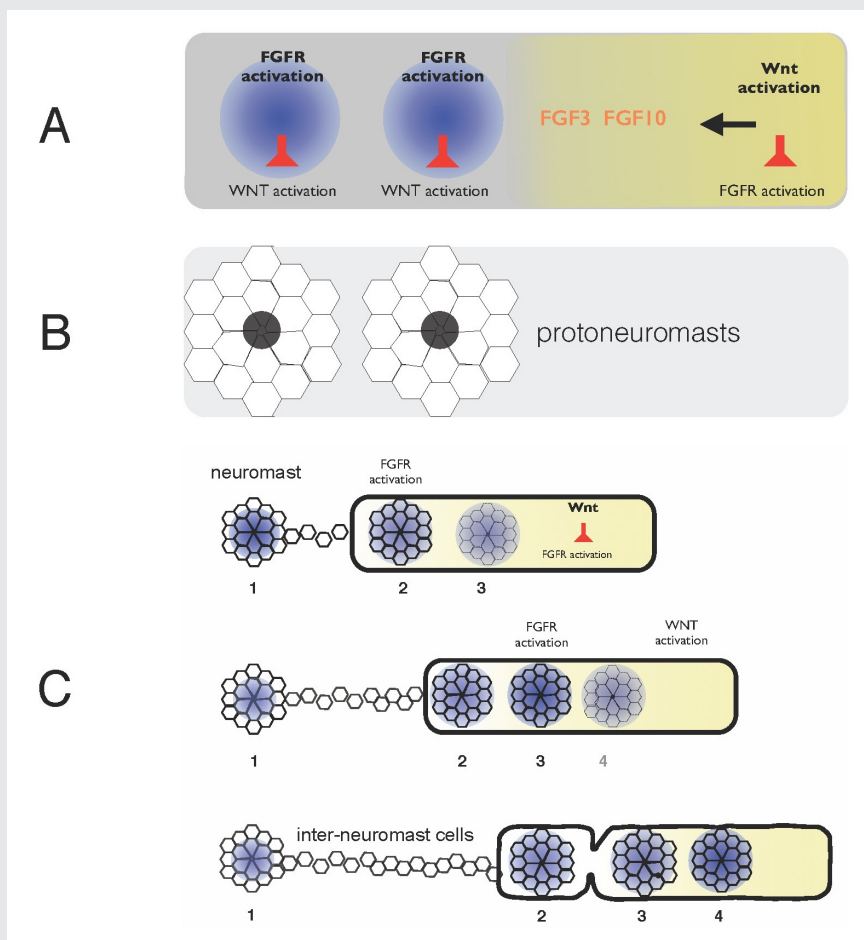 A
FGFR
activation
FGFR
activation
Wnt
activation
FGF3 FGF10
WNT activation
WNT activation
FGFR activation
B
protoneuromasts
C
neuromast
FGFR
activation
Wnt
FGFR activation
1
2
3
FGFR
activation
WNT
activation
1
2
3
4
inter-neuromast cells
1
2
3
4